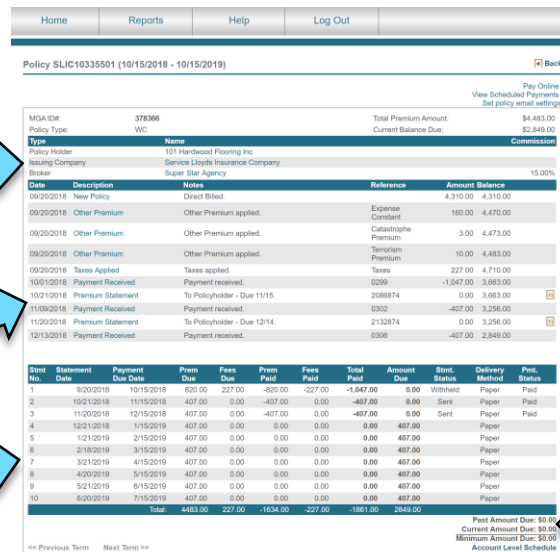 Home Reports Help Log Out
Policy SLIC10335501 (10/15/2018 - 10/15/2019) Back
Pay Online
View Scheduled Payments
Set policy email settings
MGA ID#: 378366 Total Premium Amount: $4,483.00
Policy Type: WC Current Balance Due: $2,849.00
Type Name Commission
Policy Holder 101 Hardwood Flooring Inc
Issuing Company Service Lloyds Insurance Company
Broker Super Star Agency 15.00%
Date Description Notes Reference Amount Balance
09/20/2018 New Policy Direct Billed. 4,310.00 4,310.00
09/20/2018 Other Premium Other Premium applied. Expense Constant 160.00 4,470.00
09/20/2018 Other Premium Other Premium applied. Catastrophe Premium 3.00 4,473.00
09/20/2018 Other Premium Other Premium applied. Terrorism Premium 10.00 4,483.00
09/20/2018 Taxes Applied Taxes applied. Taxes 227.00 4,710.00
10/01/2018 Payment Received Payment received. 0299 -1,047.00 3,663.00
10/21/2018 Premium Statement To Policyholder - Due 11/15. 2086874 0.00 3,663.00
11/09/2018 Payment Received Payment received. 0302 -407.00 3,256.00
11/20/2018 Premium Statement To Policyholder - Due 12/14. 2132874 0.00 3,256.00
12/13/2018 Payment Received Payment received. 0306 -407.00 2,849.00
Stmt No. Statement Date Payment Due Date Prem Due Fees Due Prem Paid Fees Paid Total Paid Amount Due Stmt. Status Delivery Method Pmt. Status
1 9/20/2018 10/15/2018 820.00 227.00 -820.00 -227.00 -1,047.00 0.00 Withheld Paper Paid
2 10/21/2018 11/15/2018 407.00 0.00 -407.00 0.00 -407.00 0.00 Sent Paper Paid
3 11/20/2018 12/15/2018 407.00 0.00 -407.00 0.00 -407.00 0.00 Sent Paper Paid
4 12/21/2018 1/15/2019 407.00 0.00 0.00 0.00 0.00 407.00 Paper
5 1/21/2019 2/15/2019 407.00 0.00 0.00 0.00 0.00 407.00 Paper
6 2/18/2019 3/15/2019 407.00 0.00 0.00 0.00 0.00 407.00 Paper
7 3/21/2019 4/15/2019 407.00 0.00 0.00 0.00 0.00 407.00 Paper
8 4/20/2019 5/15/2019 407.00 0.00 0.00 0.00 0.00 407.00 Paper
9 5/21/2019 6/15/2019 407.00 0.00 0.00 0.00 0.00 407.00 Paper
10 6/20/2019 7/15/2019 407.00 0.00 0.00 0.00 0.00 407.00 Paper
Total: 4483.00 227.00 -1634.00 -227.00 -1861.00 2849.00
Past Amount Due: $0.00
Current Amount Due: $0.00
Minimum Amount Due: $0.00
<< Previous Term Next Term >> Account Level Schedule